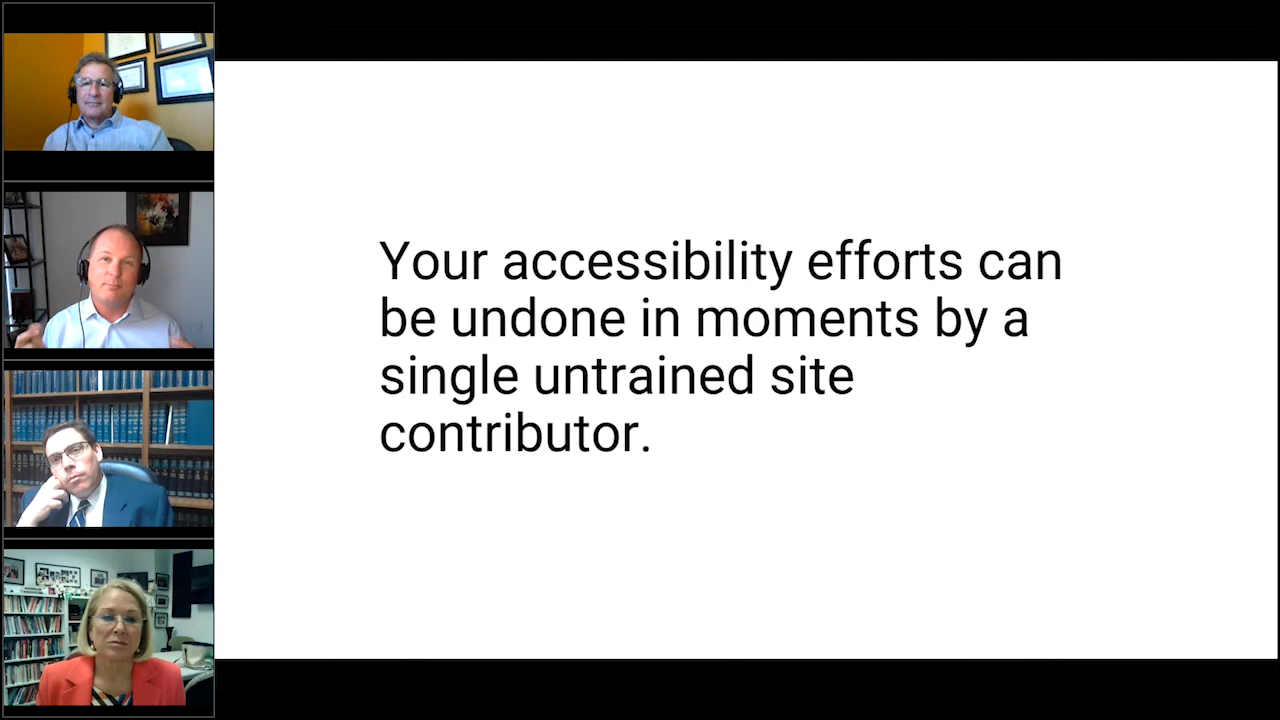 Your accessibility efforts can
be undone in moments by a
single untrained site
contributor.